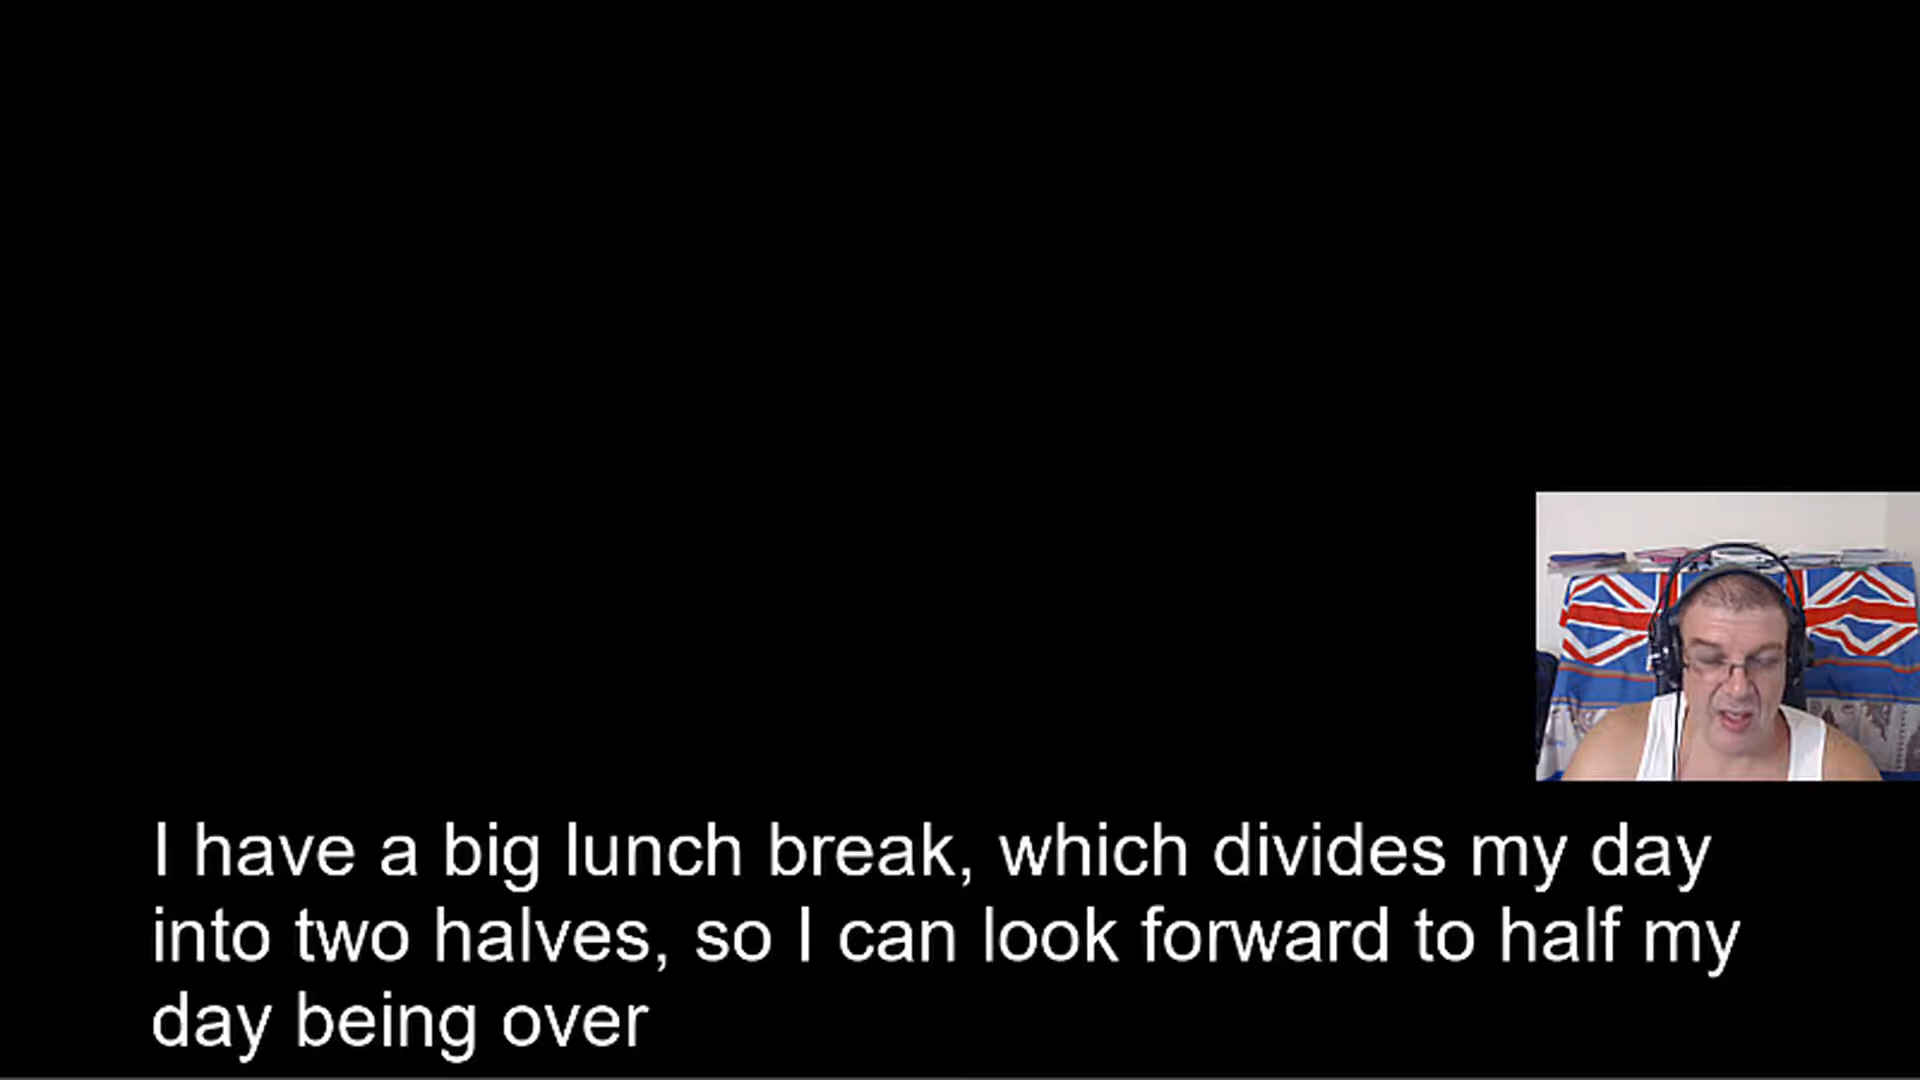 I have a big lunch break, which divides my day
into two halves, so I can look forward to half my
day being over